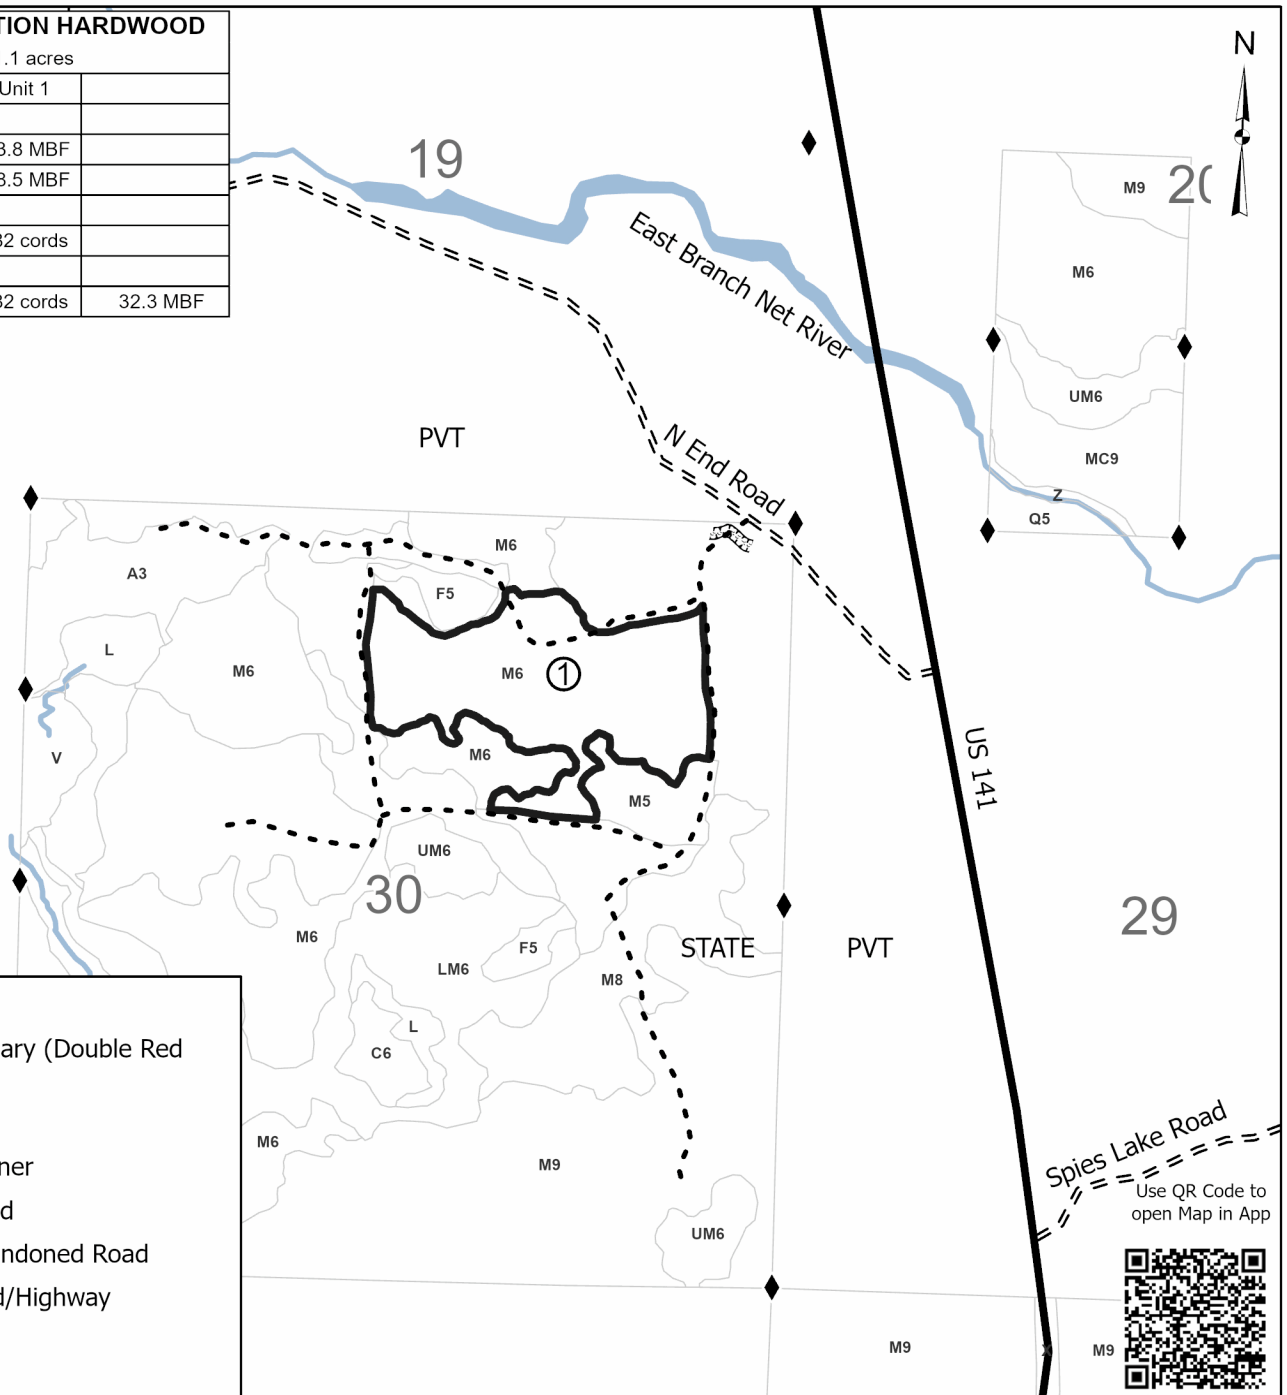 TION HARDWOOD
.1 acres
Unit 1
3.8 MBF
3.5 MBF
32 cords
32 cords 32.3 MBF
N
19
20
M9
M6
UM6
MC9
Z
Q5
East Branch Net River
N End Road
PVT
M6
A3
F5
L
M6
M6
1
V
M6
M5
US 141
UM6
30
29
M6
F5
LM6
STATE
PVT
M8
L
C6
M6
M9
UM6
Spies Lake Road
Use QR Code to
open Map in App
M9
X
M9
ary (Double Red
ner
d
ndoned Road
d/Highway